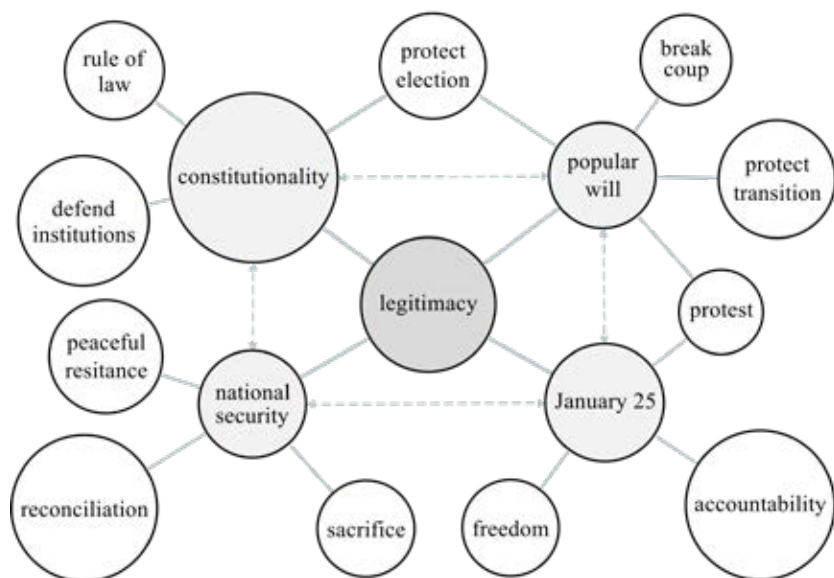 rule of
law
protect
election
break
coup
constitutionality
popular
will
protect
transition
defend
institutions
legitimacy
protest
peaceful
resitance
national
security
January 25
reconciliation
sacrifice
freedom
accountability